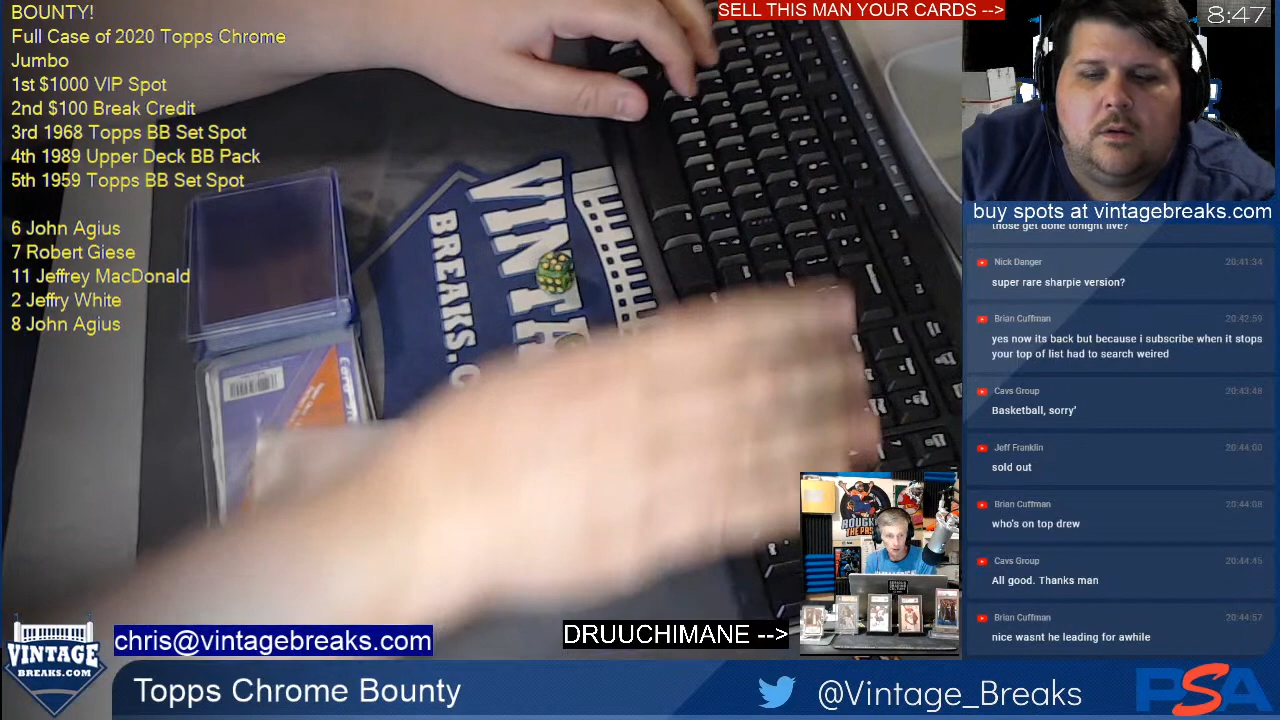 BOUNTY!
Full Case of 2020 Topps Chrome
Jumbo
1st $1000 VIP Spot
2nd $100 Break Credit
3rd 1968 Topps BB Set Spot
4th 1989 Upper Deck BB Pack
5th 1959 Topps BB Set Spot
6 John Agius
7 Robert Giese
11 Jeffrey MacDonald
2 Jeffry White
8 John Agius
SELL THIS MAN YOUR CARDS -->
8:47
buy spots at vintagebreaks.com
those get done tonight live?
Nick Danger 20:41:34
super rare sharpie version?
Brian Cuffman 20:42:59
yes now its back but because i subscribe when it stops
your top of list had to search weired
Cavs Group 20:43:48
Basketball, sorry'
Jeff Franklin 20:44:00
sold out
Brian Cuffman 20:44:08
who's on top drew
Cavs Group 20:44:45
All good. Thanks man
Brian Cuffman 20:44:57
nice wasnt he leading for awhile
BREAKS.C
chris@vintagebreaks.com
DRUUCHIMANE -->
VINTAGE
BREAKS.COM
Topps Chrome Bounty
@Vintage_Breaks
PSA